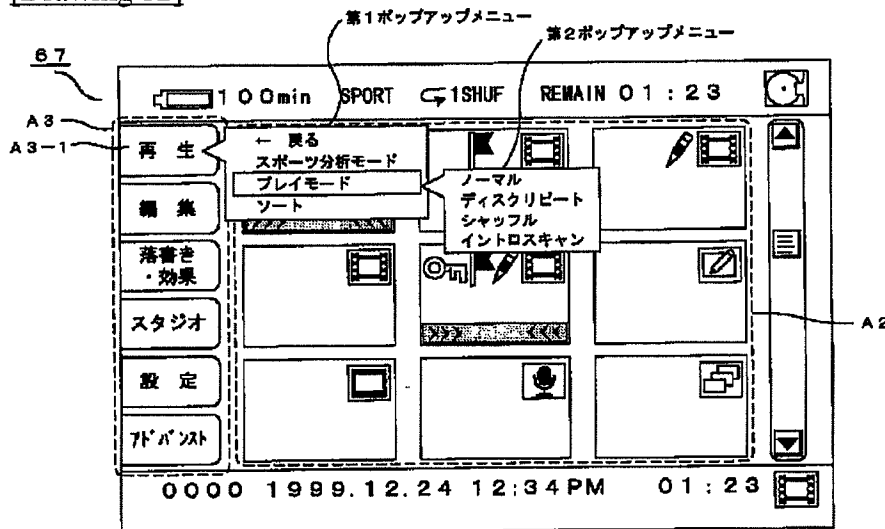 第1ポップアップメニュー
第2ポップアップメニュー
67
100min SPORT 1SHUF REMAIN 01:23
A3
A3-1
再 生
← 戻る
スポーツ分析モード
プレイモード
ソート
ノーマル
ディスクリピート
シャッフル
イントロスキャン
編 集
落書き
・効果
スタジオ
設 定
アドバンスト
A2
0000 1999.12.24 12:34PM 01:23